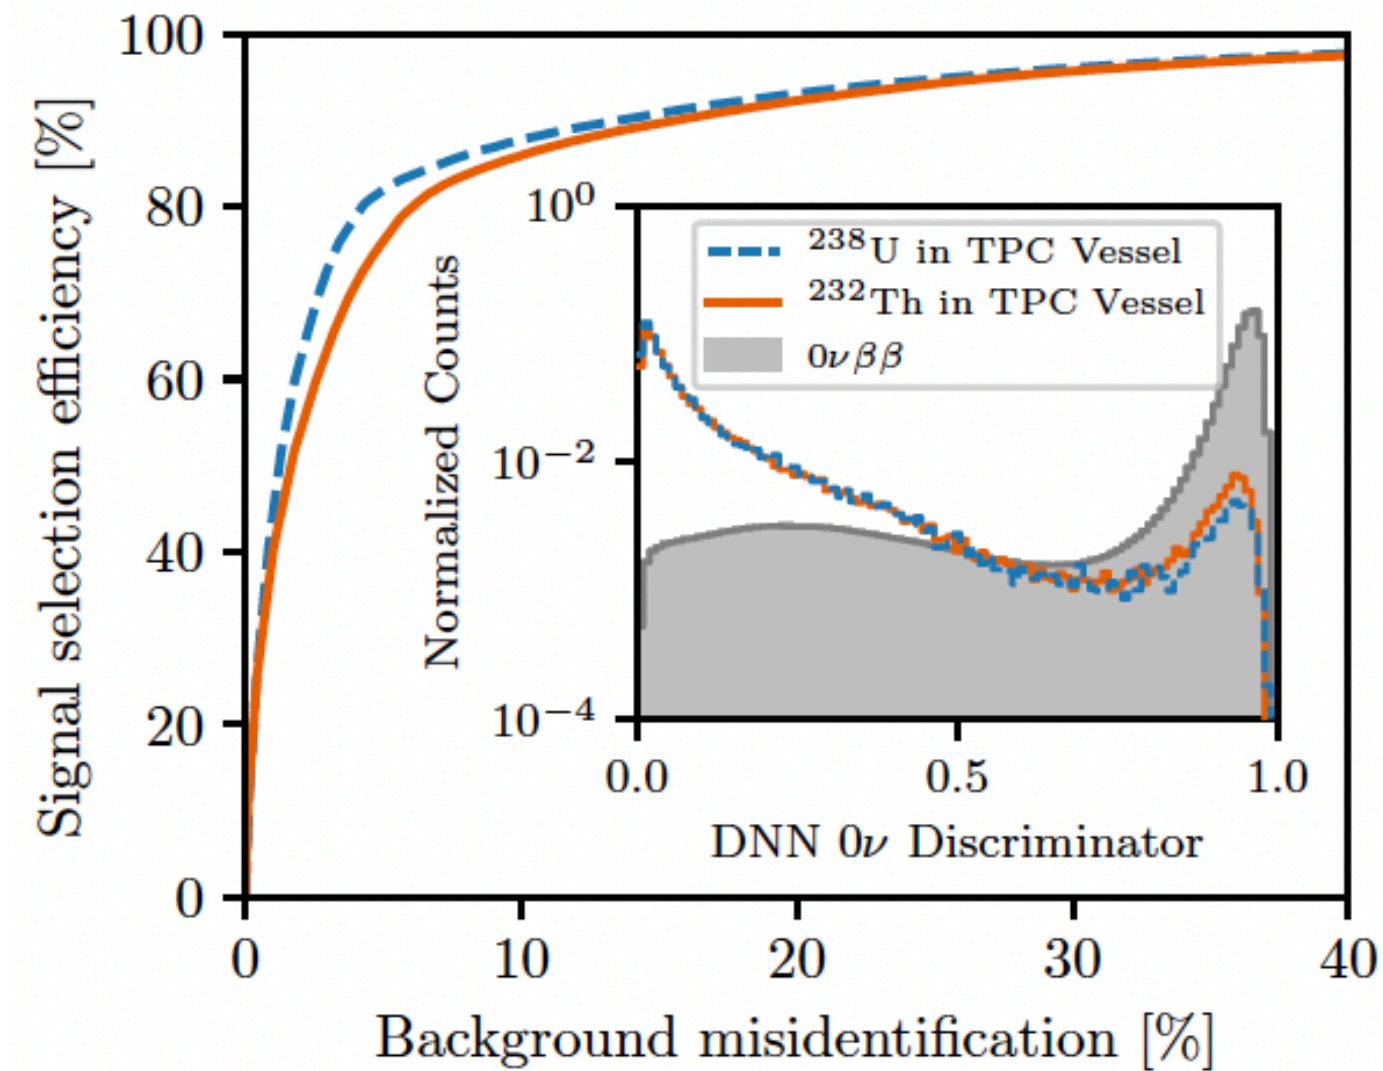 Signal selection efficiency [%]
100
80
60
40
20
0
0 10 20 30 40
Background misidentification [%]
Normalized Counts
10⁰
10⁻²
10⁻⁴
²³⁸U in TPC Vessel
²³²Th in TPC Vessel
0νββ
0.0 0.5 1.0
DNN 0ν Discriminator